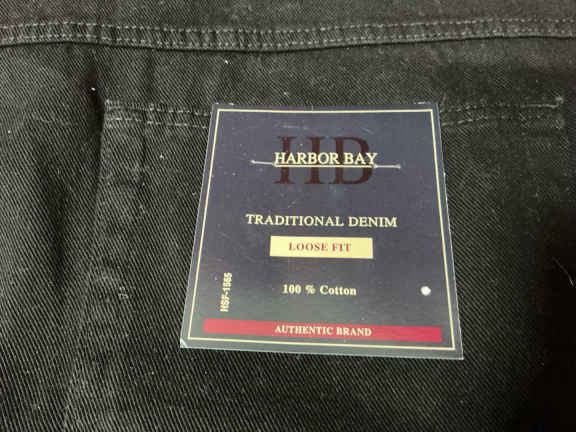 HB
HARBOR BAY
TRADITIONAL DENIM
LOOSE FIT
100 % Cotton
HSF-1565
AUTHENTIC BRAND